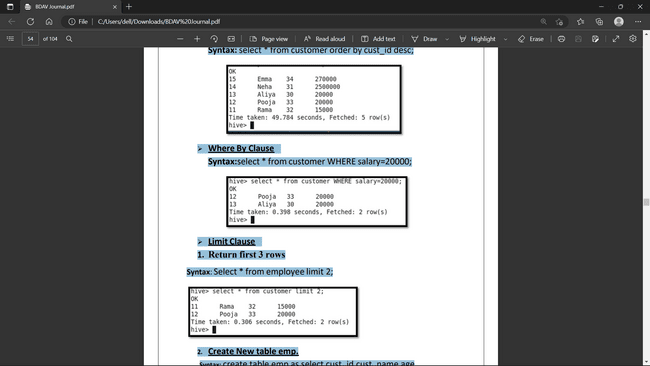 BDAV Journal.pdf
File | C:/Users/dell/Downloads/BDAV%20Journal.pdf
54 of 104
Page view | Read aloud | Add text | Draw | Highlight | Erase
Syntax: select * from customer order by cust_id desc;
OK
15 Emma 34 270000
14 Neha 31 2500000
13 Aliya 30 20000
12 Pooja 33 20000
11 Rama 32 15000
Time taken: 49.784 seconds, Fetched: 5 row(s)
hive>
➢ Where By Clause
Syntax:select * from customer WHERE salary=20000;
hive> select * from customer WHERE salary=20000;
OK
12 Pooja 33 20000
13 Aliya 30 20000
Time taken: 0.398 seconds, Fetched: 2 row(s)
hive>
➢ Limit Clause
1. Return first 3 rows
Syntax: Select * from employee limit 2;
hive> select * from customer limit 2;
OK
11 Rama 32 15000
12 Pooja 33 20000
Time taken: 0.306 seconds, Fetched: 2 row(s)
hive>
2. Create New table emp.
Syntax: create table emp as select cust_id,cust_name,age